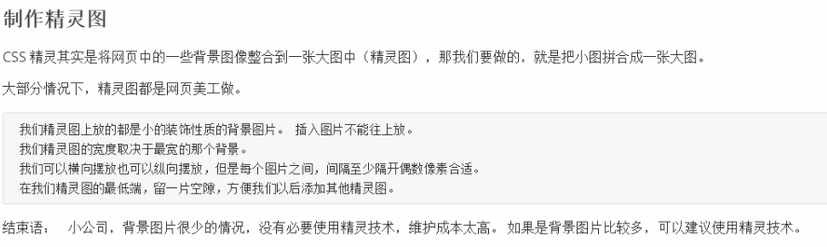 制作精灵图
CSS 精灵其实是将网页中的一些背景图像整合到一张大图中（精灵图），那我们要做的，就是把小图拼合成一张大图。
大部分情况下，精灵图都是网页美工做。
我们精灵图上放的都是小的装饰性质的背景图片。 插入图片不能往上放。
我们精灵图的宽度取决于最宽的那个背景。
我们可以横向摆放也可以纵向摆放，但是每个图片之间，间隔至少隔开偶数像素合适。
在我们精灵图的最低端，留一片空隙，方便我们以后添加其他精灵图。
结束语： 小公司，背景图片很少的情况，没有必要使用精灵技术，维护成本太高。 如果是背景图片比较多，可以建议使用精灵技术。